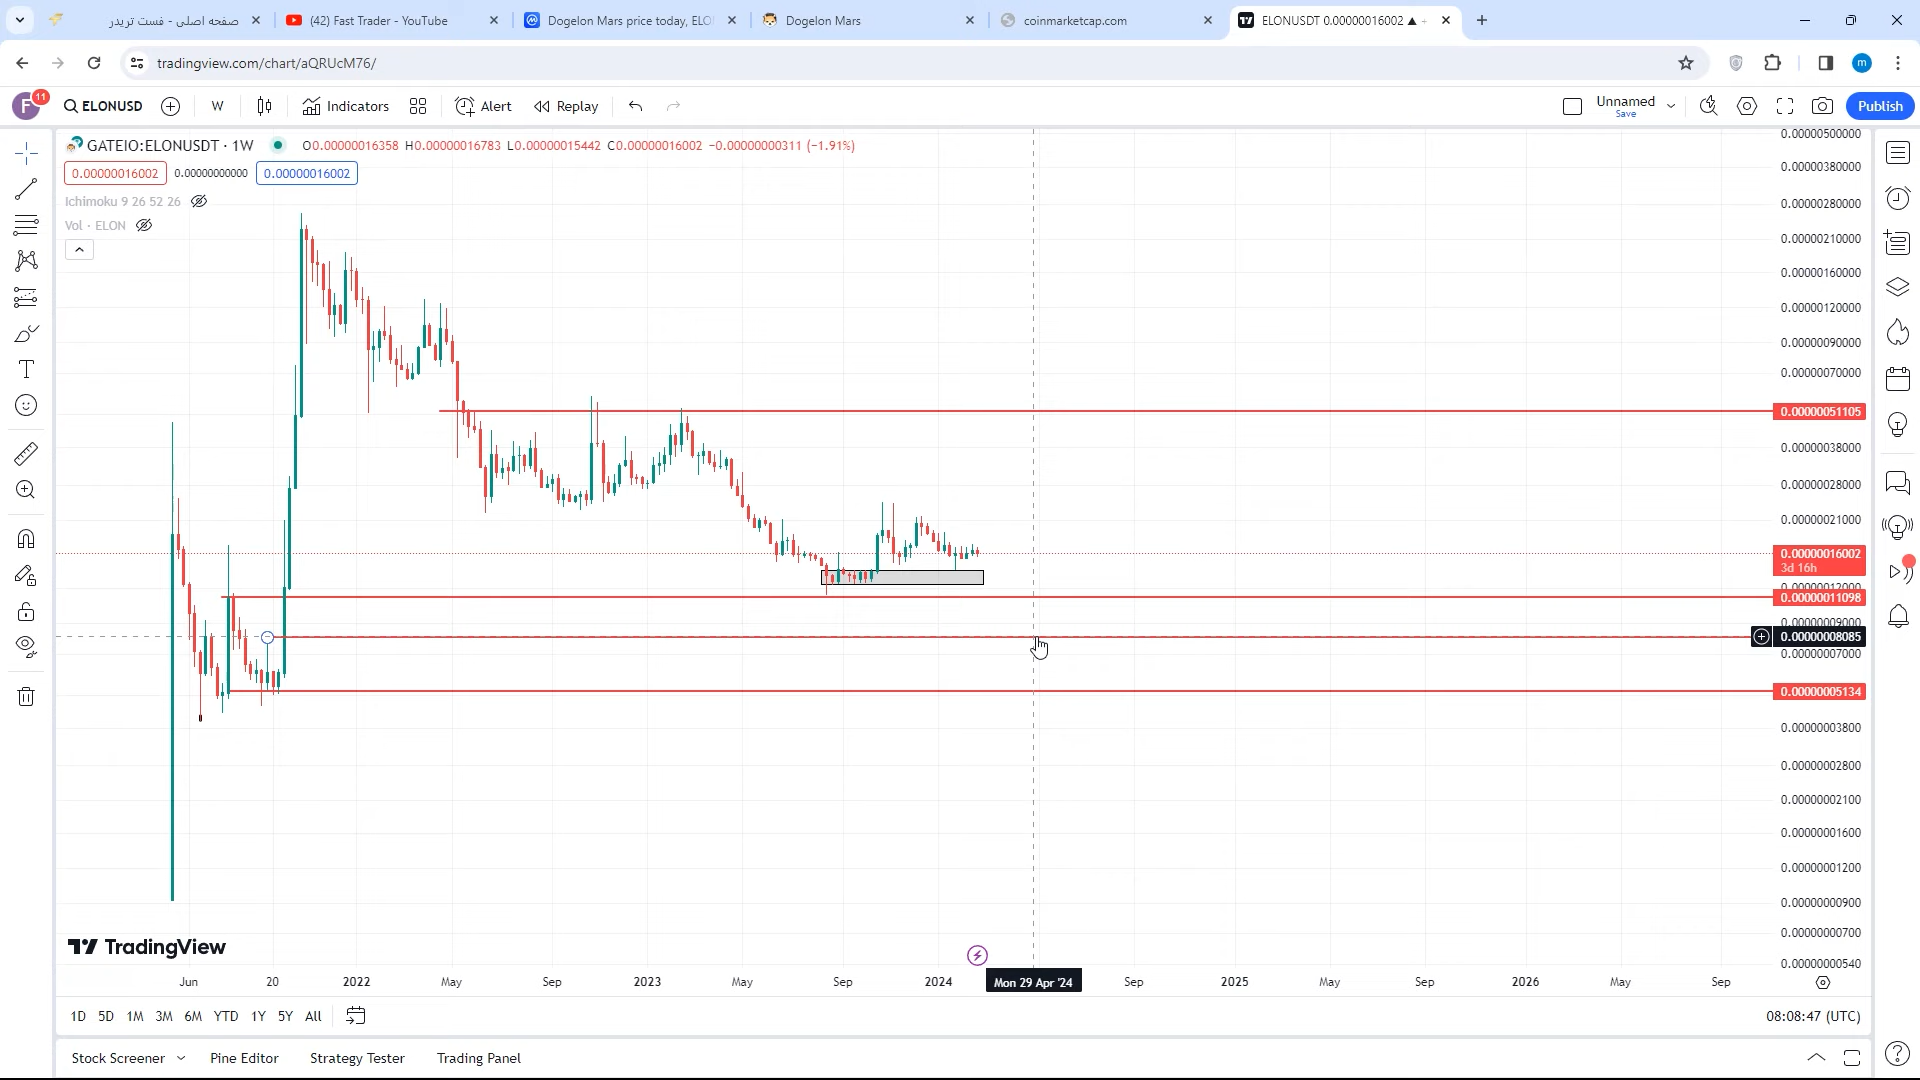 صفحه اصلی - فست تریدر
(42) Fast Trader - YouTube
Dogelon Mars price today, ELO
Dogelon Mars
coinmarketcap.com
ELONUSDT 0.00000016002 ▲
tradingview.com/chart/aQRUcM76/
m
F
11
ELONUSD
W
Indicators
Alert
Replay
Unnamed
Save
Publish
GATEIO:ELONUSDT · 1W
O0.00000016358 H0.00000016783 L0.00000015442 C0.00000016002 −0.00000000311 (−1.91%)
0.00000016002 0.00000000000 0.00000016002
Ichimoku 9 26 52 26
Vol · ELON
0.00000500000
0.00000380000
0.00000280000
0.00000210000
0.00000160000
0.00000120000
0.00000090000
0.00000070000
0.00000051105
0.00000038000
0.00000028000
0.00000021000
0.00000016002
3d 16h
0.00000012000
0.00000011098
0.00000009000
0.00000008085
0.00000007000
0.00000005134
0.00000003800
0.00000002800
0.00000002100
0.00000001600
0.00000001200
0.00000000900
0.00000000700
0.00000000540
TradingView
Jun 20 2022 May Sep 2023 May Sep 2024 Mon 29 Apr '24 Sep 2025 May Sep 2026 May Sep
1D 5D 1M 3M 6M YTD 1Y 5Y All
08:08:47 (UTC)
Stock Screener Pine Editor Strategy Tester Trading Panel